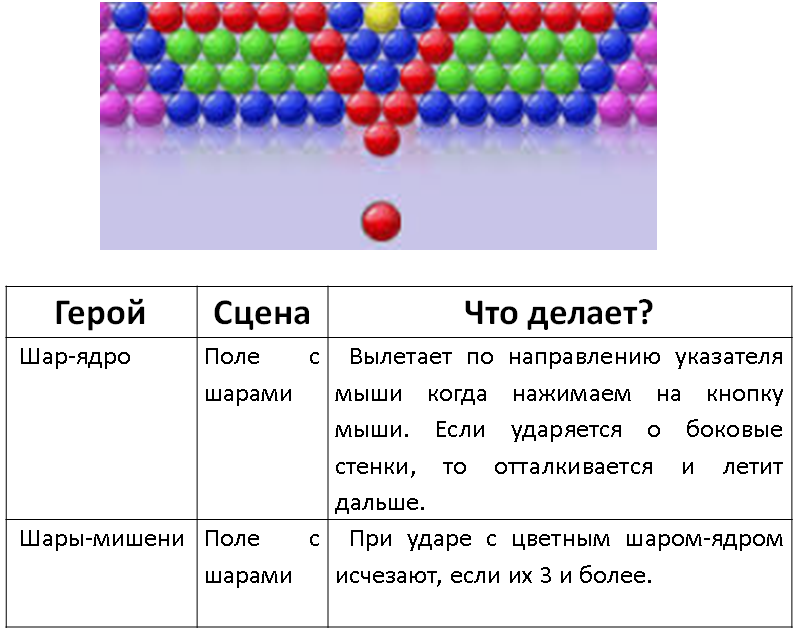 Герой Сцена Что делает?
Шар-ядро
Поле с
шарами
Вылетает по направлению указателя
мыши когда нажимаем на кнопку
мыши. Если ударяется о боковые
стенки, то отталкивается и летит
дальше.
Шары-мишени
Поле с
шарами
При ударе с цветным шаром-ядром
исчезают, если их 3 и более.